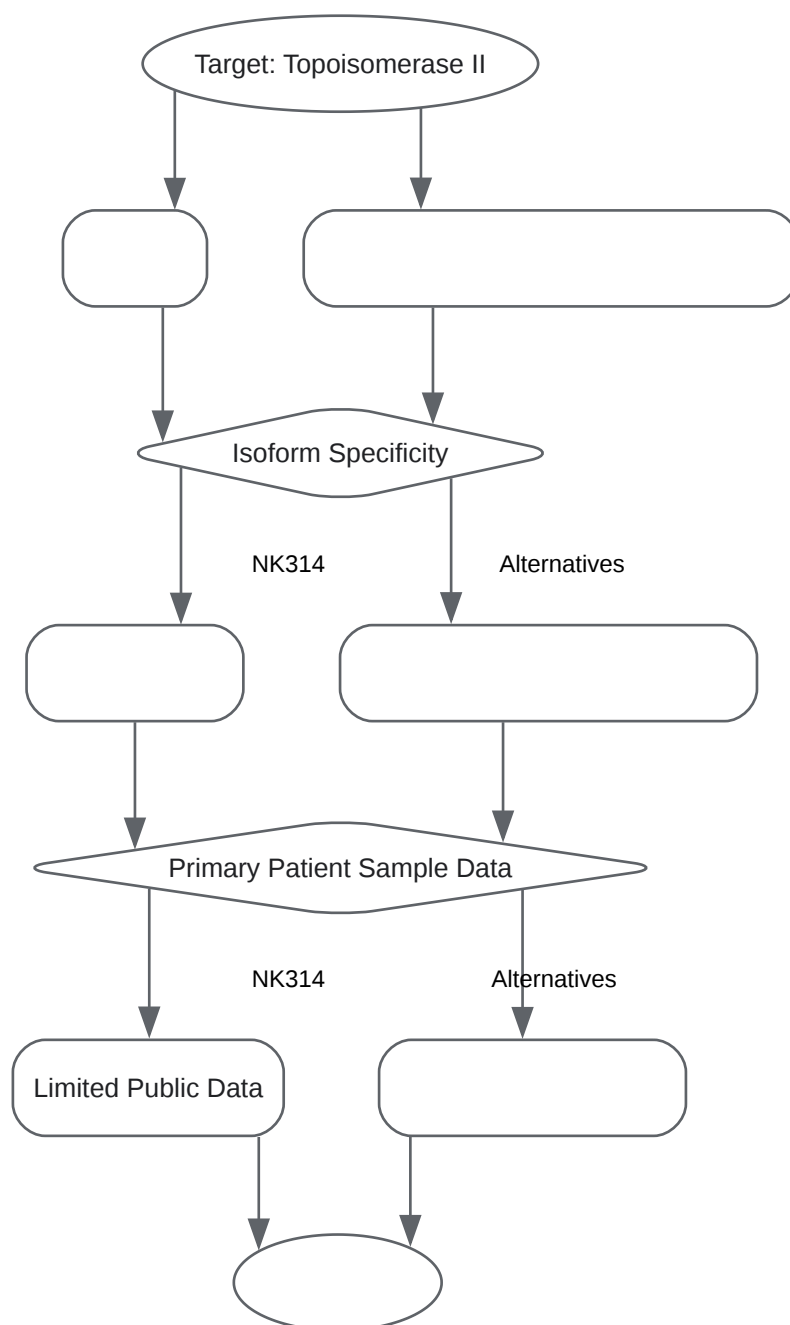 Target: Topoisomerase II
Isoform Specificity
NK314
Alternatives
Primary Patient Sample Data
NK314
Alternatives
Limited Public Data